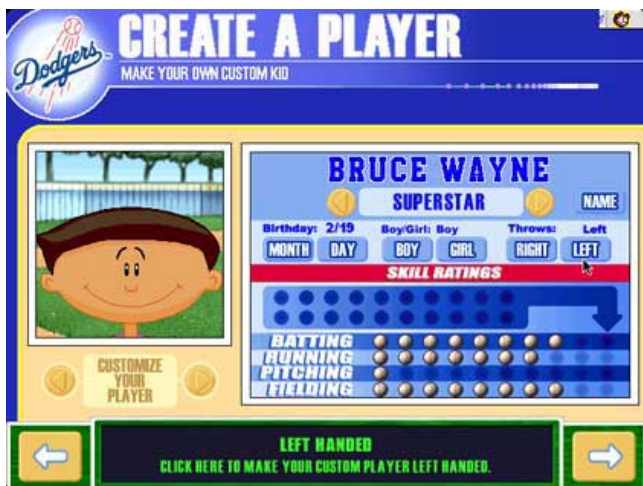 Dodgers
CREATE A PLAYER
MAKE YOUR OWN CUSTOM KID
BRUCE WAYNE
SUPERSTAR
NAME
Birthday: 2/19 Boy/Girl: Boy Throws: Left
MONTH DAY BOY GIRL RIGHT LEFT
SKILL RATINGS
BATTING
RUNNING
PITCHING
FIELDING
CUSTOMIZE
YOUR
PLAYER
LEFT HANDED
CLICK HERE TO MAKE YOUR CUSTOM PLAYER LEFT HANDED.